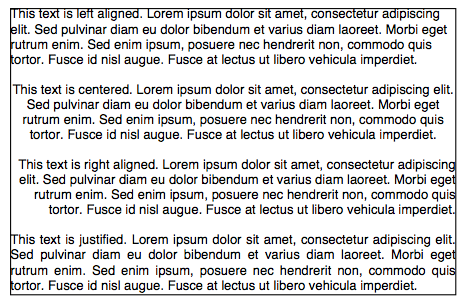 This text is left aligned. Lorem ipsum dolor sit amet, consectetur adipiscing
elit. Sed pulvinar diam eu dolor bibendum et varius diam laoreet. Morbi eget
rutrum enim. Sed enim ipsum, posuere nec hendrerit non, commodo quis
tortor. Fusce id nisl augue. Fusce at lectus ut libero vehicula imperdiet.
This text is centered. Lorem ipsum dolor sit amet, consectetur adipiscing elit.
Sed pulvinar diam eu dolor bibendum et varius diam laoreet. Morbi eget
rutrum enim. Sed enim ipsum, posuere nec hendrerit non, commodo quis
tortor. Fusce id nisl augue. Fusce at lectus ut libero vehicula imperdiet.
This text is right aligned. Lorem ipsum dolor sit amet, consectetur adipiscing
elit. Sed pulvinar diam eu dolor bibendum et varius diam laoreet. Morbi eget
rutrum enim. Sed enim ipsum, posuere nec hendrerit non, commodo quis
tortor. Fusce id nisl augue. Fusce at lectus ut libero vehicula imperdiet.
This text is justified. Lorem ipsum dolor sit amet, consectetur adipiscing elit.
Sed pulvinar diam eu dolor bibendum et varius diam laoreet. Morbi eget
rutrum enim. Sed enim ipsum, posuere nec hendrerit non, commodo quis
tortor. Fusce id nisl augue. Fusce at lectus ut libero vehicula imperdiet.